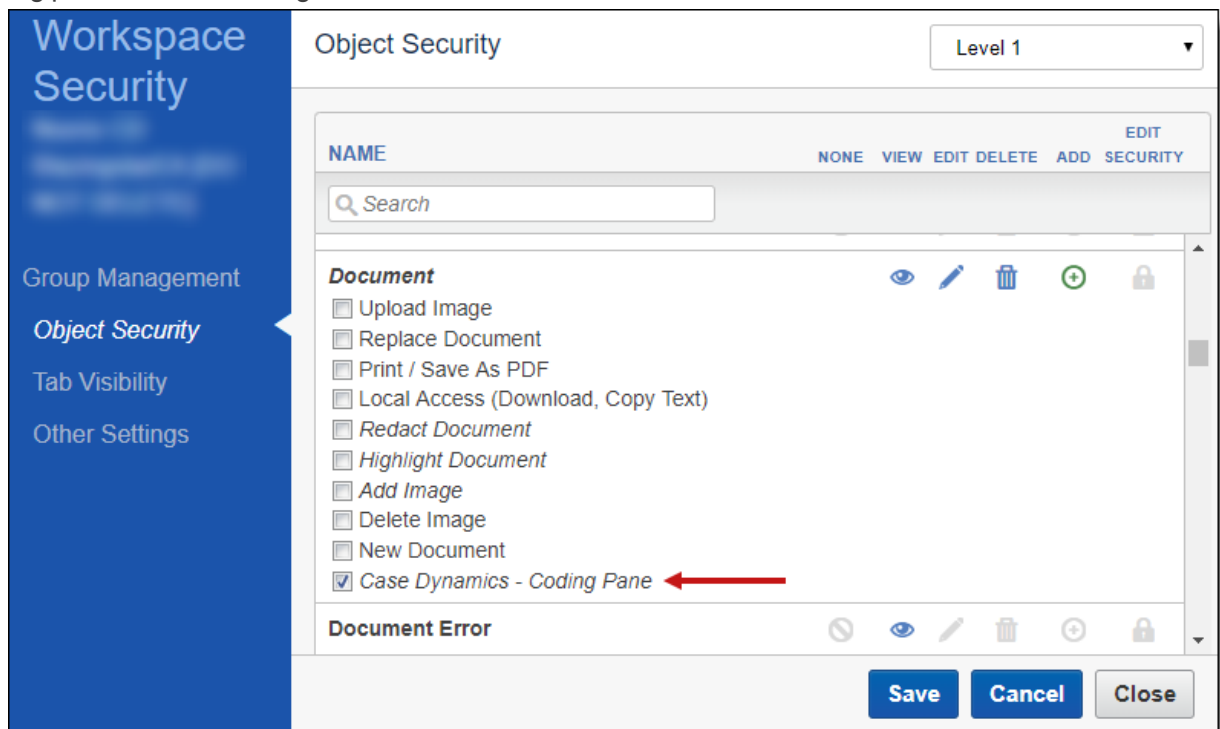 Workspace
Security
Group Management
Object Security
Tab Visibility
Other Settings
Object Security
Level 1
NAME
NONE VIEW EDIT DELETE ADD EDIT SECURITY
Search
Document
Upload Image
Replace Document
Print / Save As PDF
Local Access (Download, Copy Text)
Redact Document
Highlight Document
Add Image
Delete Image
New Document
Case Dynamics - Coding Pane
Document Error
Save Cancel Close